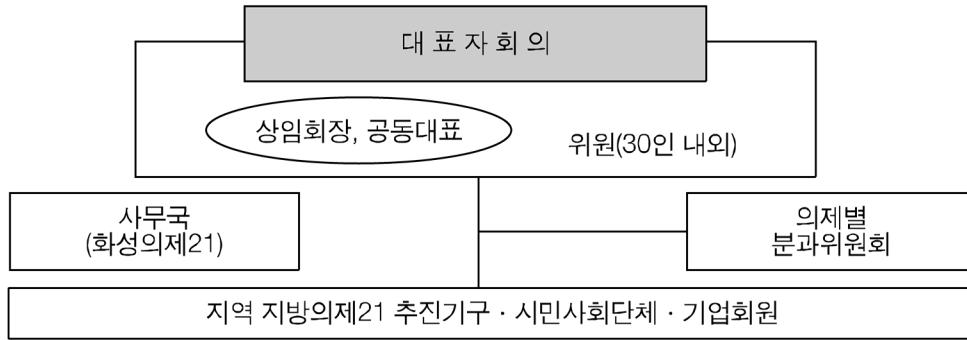 대 표 자 회 의
상임회장, 공동대표
위원(30인 내외)
사무국
(화성의제21)
의제별
분과위원회
지역 지방의제21 추진기구 · 시민사회단체 · 기업회원